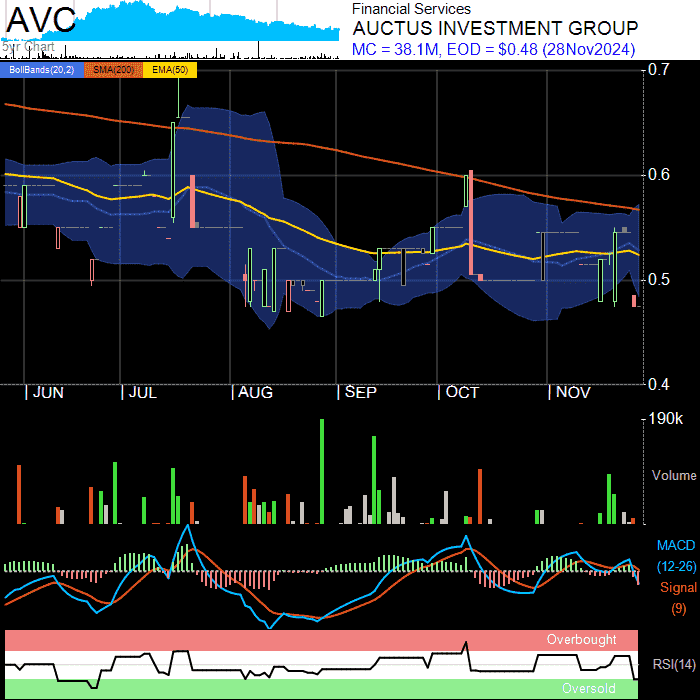 AVC
5yr Chart
Financial Services
AUCTUS INVESTMENT GROUP
MC = 38.1M, EOD = $0.48 (28Nov2024)
BollBands(20,2) SMA(200) EMA(50)
0.7
0.6
0.5
0.4
JUN JUL AUG SEP OCT NOV
190k
Volume
MACD
(12-26)
Signal
(9)
Overbought
RSI(14)
Oversold